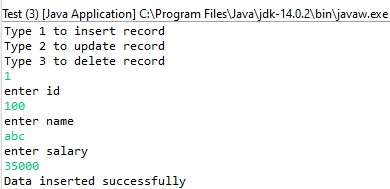 Test (3) [Java Application] C:\Program Files\Java\jdk-14.0.2\bin\javaw.exe
Type 1 to insert record
Type 2 to update record
Type 3 to delete record
1
enter id
100
enter name
abc
enter salary
35000
Data inserted successfully